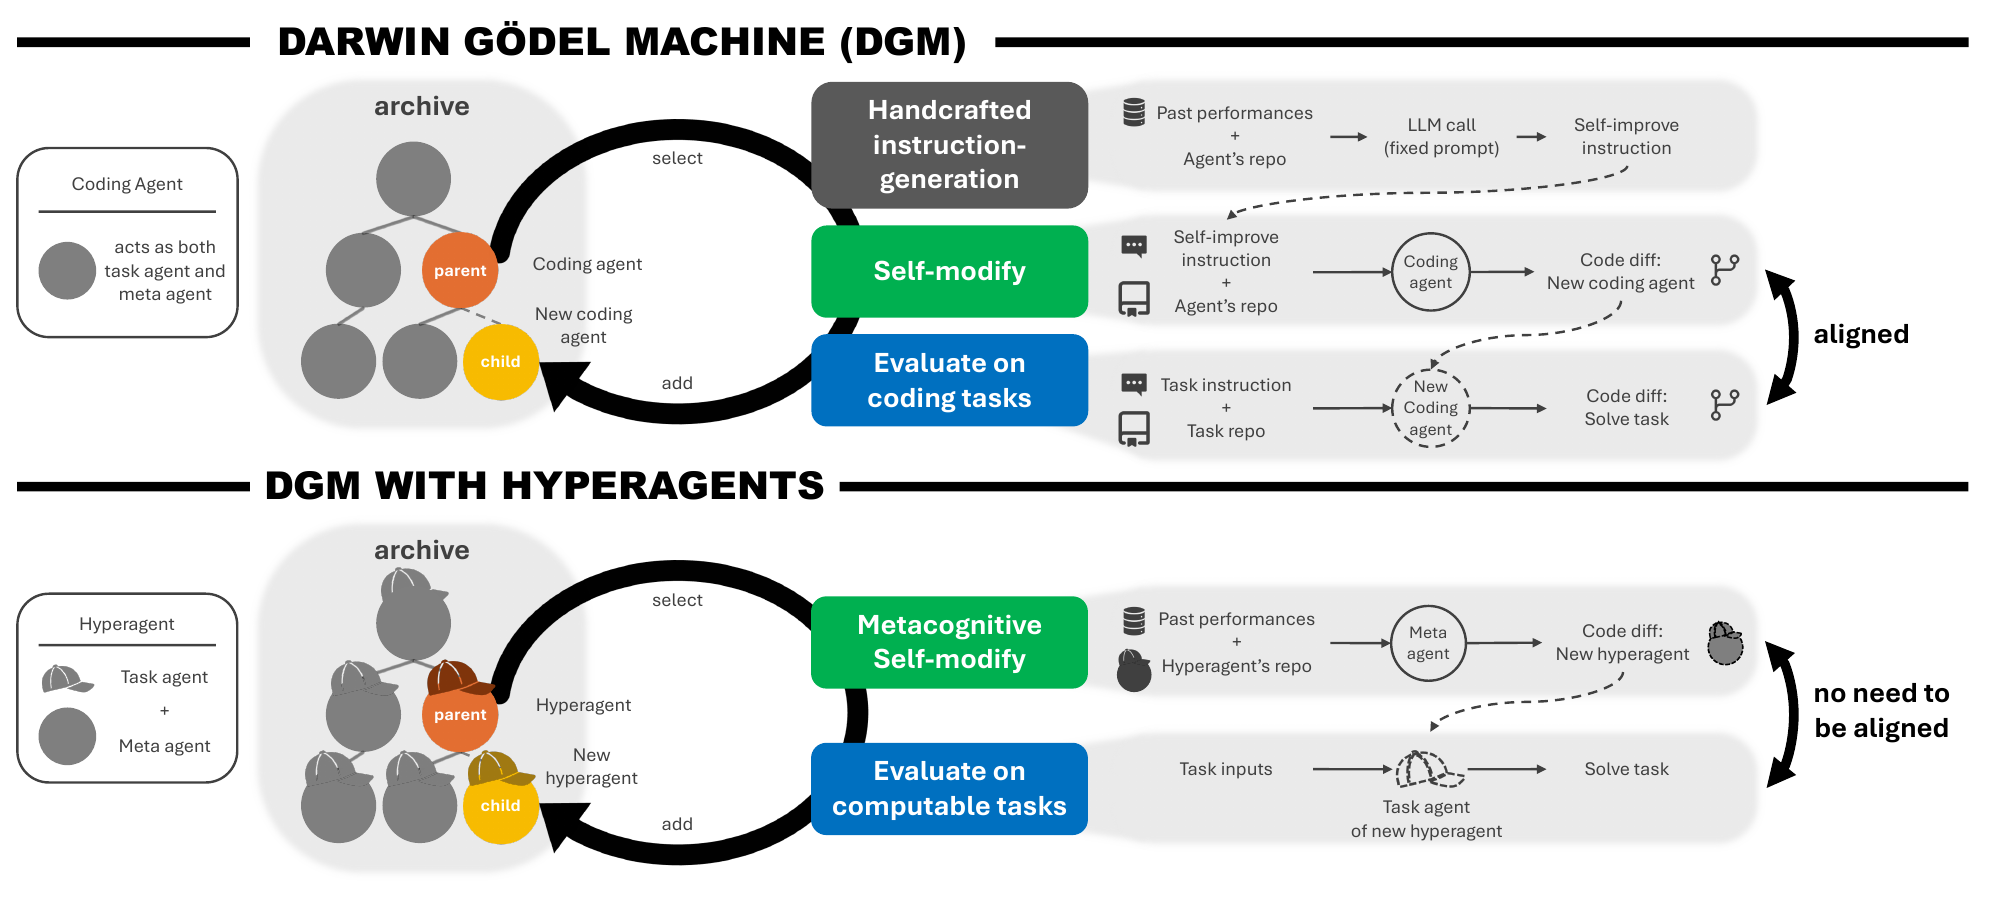 DARWIN GÖDEL MACHINE (DGM)
Coding Agent
acts as both
task agent and
meta agent
archive
parent
child
select
Coding agent
New coding
agent
add
Handcrafted
instruction-
generation
Past performances
+
Agent's repo
LLM call
(fixed prompt)
Self-improve
instruction
Self-modify
Self-improve
instruction
+
Agent's repo
Coding
agent
Code diff:
New coding agent
Evaluate on
coding tasks
Task instruction
+
Task repo
New
Coding
agent
Code diff:
Solve task
aligned
DGM WITH HYPERAGENTS
Hyperagent
Task agent
+
Meta agent
archive
parent
child
select
Hyperagent
New
hyperagent
add
Metacognitive
Self-modify
Past performances
+
Hyperagent's repo
Meta
agent
Code diff:
New hyperagent
Evaluate on
computable tasks
Task inputs
Task agent
of new hyperagent
Solve task
no need to
be aligned